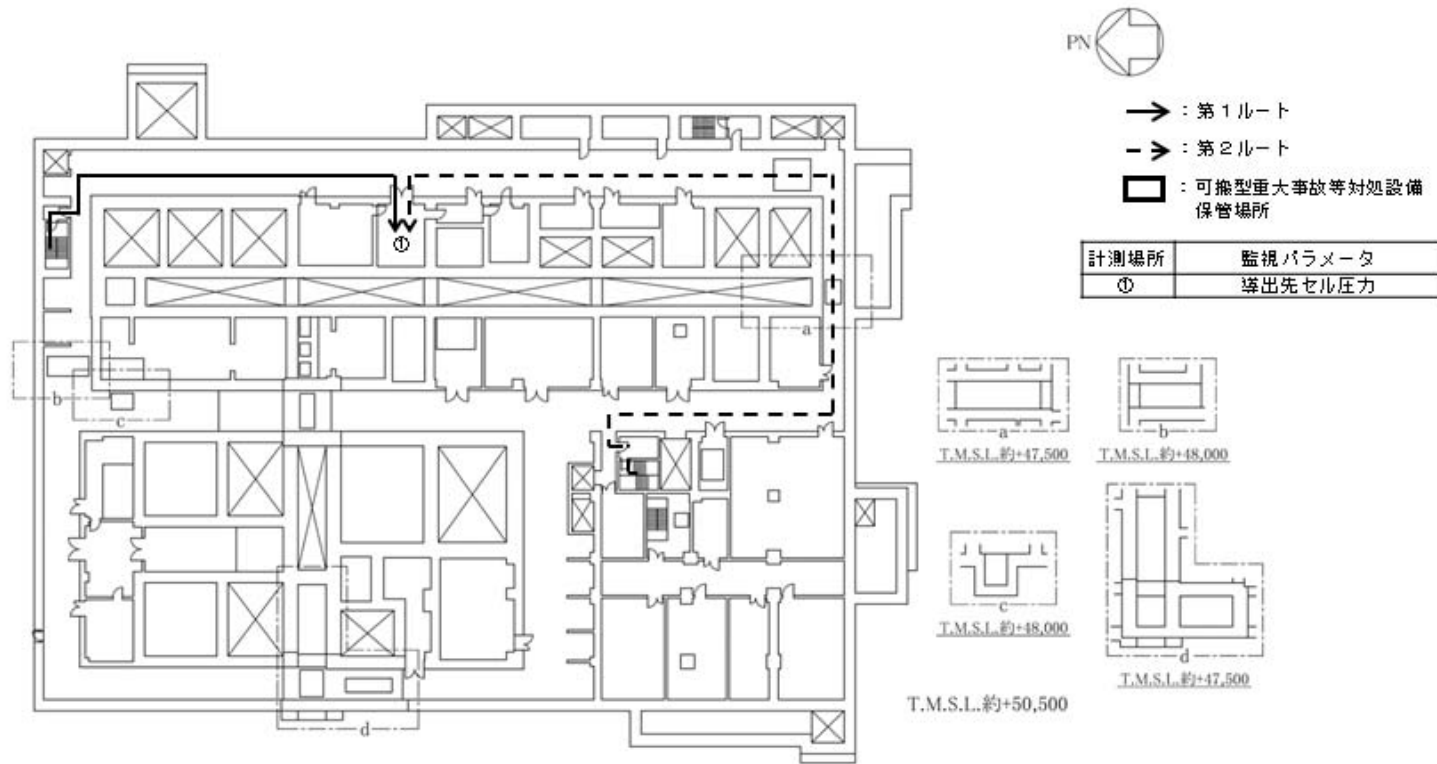 PN
：第１ルート
：第２ルート
：可搬型重大事故等対処設備
保管場所
計測場所 監視パラメータ
① 導出先セル圧力
①
a
b
c
d
a
T.M.S.L.約+47,500
b
T.M.S.L.約+48,000
c
T.M.S.L.約+48,000
d
T.M.S.L.約+47,500
T.M.S.L.約+50,500